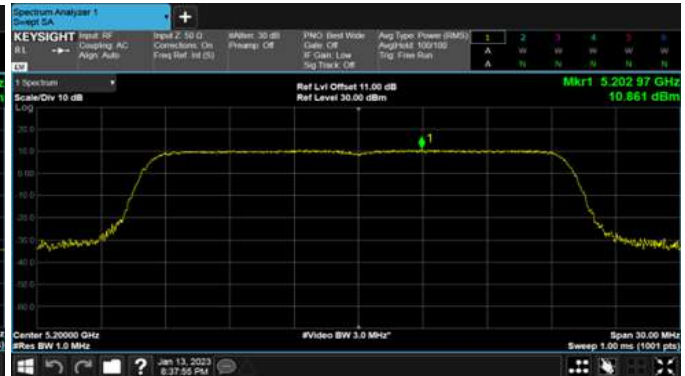 Spectrum Analyzer 1
Swept SA
+
KEYSIGHT Input: RF Input Z: 50 Ω #Atten: 30 dB PNO: Best Wide Avg Type: Power (RMS) 1 2 3 4 5 6
RL Coupling: AC Corrections: On Preamp: Off Gate: Off Avg|Hold: 100/100 A W W W W W
Align: Auto Freq Ref: Int (S) IF Gain: Low Trig: Free Run
Sig Track: Off A N N N N N
1 Spectrum Ref Lvl Offset 11.00 dB Mkr1 5.202 97 GHz
Scale/Div 10 dB Ref Level 30.00 dBm 10.861 dBm
Log
20.0
10.0
0.00
-10.0
-20.0
-30.0
-40.0
-50.0
-60.0
1
Center 5.20000 GHz #Video BW 3.0 MHz* Span 30.00 MHz
#Res BW 1.0 MHz Sweep 1.00 ms (1001 pts)
? Jan 13, 2023
8:37:55 PM